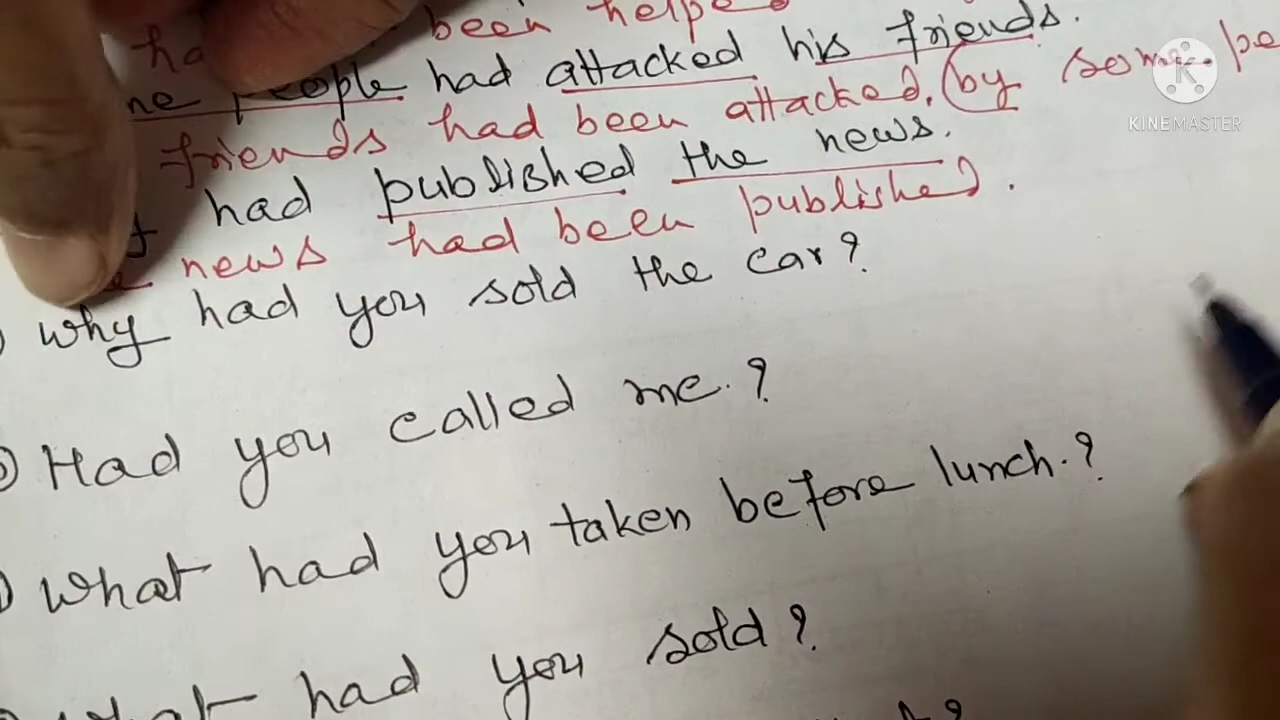 been helped
people had attacked his friends.
friends had been attacked. (by some
had published the news.
news had been published.
why had you sold the car?
Had you called me.?
what had you taken before lunch.?
what had you sold?
KINEMASTER